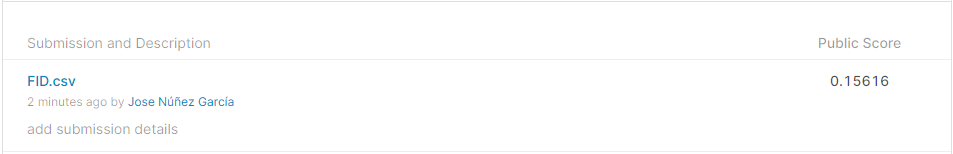 Submission and Description Public Score
FID.csv 0.15616
2 minutes ago by Jose Núñez García
add submission details